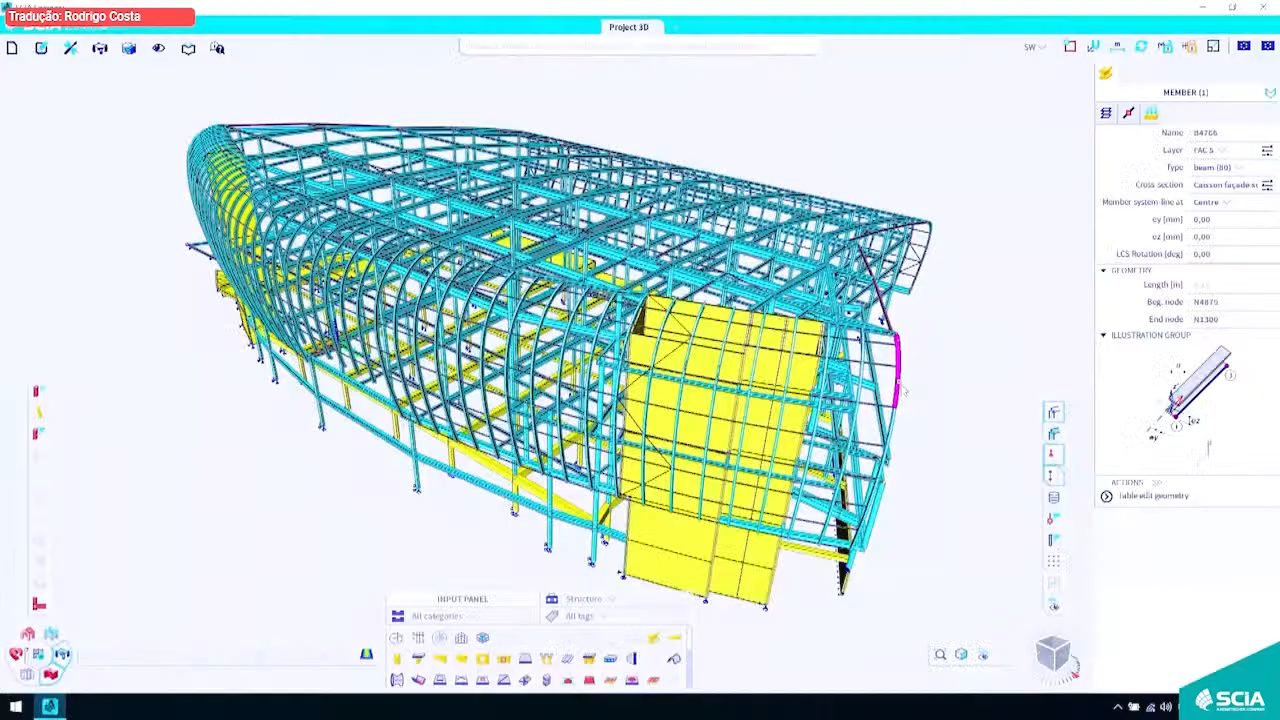 Tradução: Rodrigo Costa
Project 3D
SW
MEMBER (1)
Name B4766
Layer FAC S
Type beam (80)
Cross-section Caisson façade s
Member system-line at Centre
ey [mm] 0,00
ez [mm] 0,00
LCS Rotation [deg] 0,00
GEOMETRY
Length [m]
Beg. node N4875
End node N1300
ILLUSTRATION GROUP
ACTIONS
Table edit geometry
INPUT PANEL
Structure
All categories
All tags
SCIA